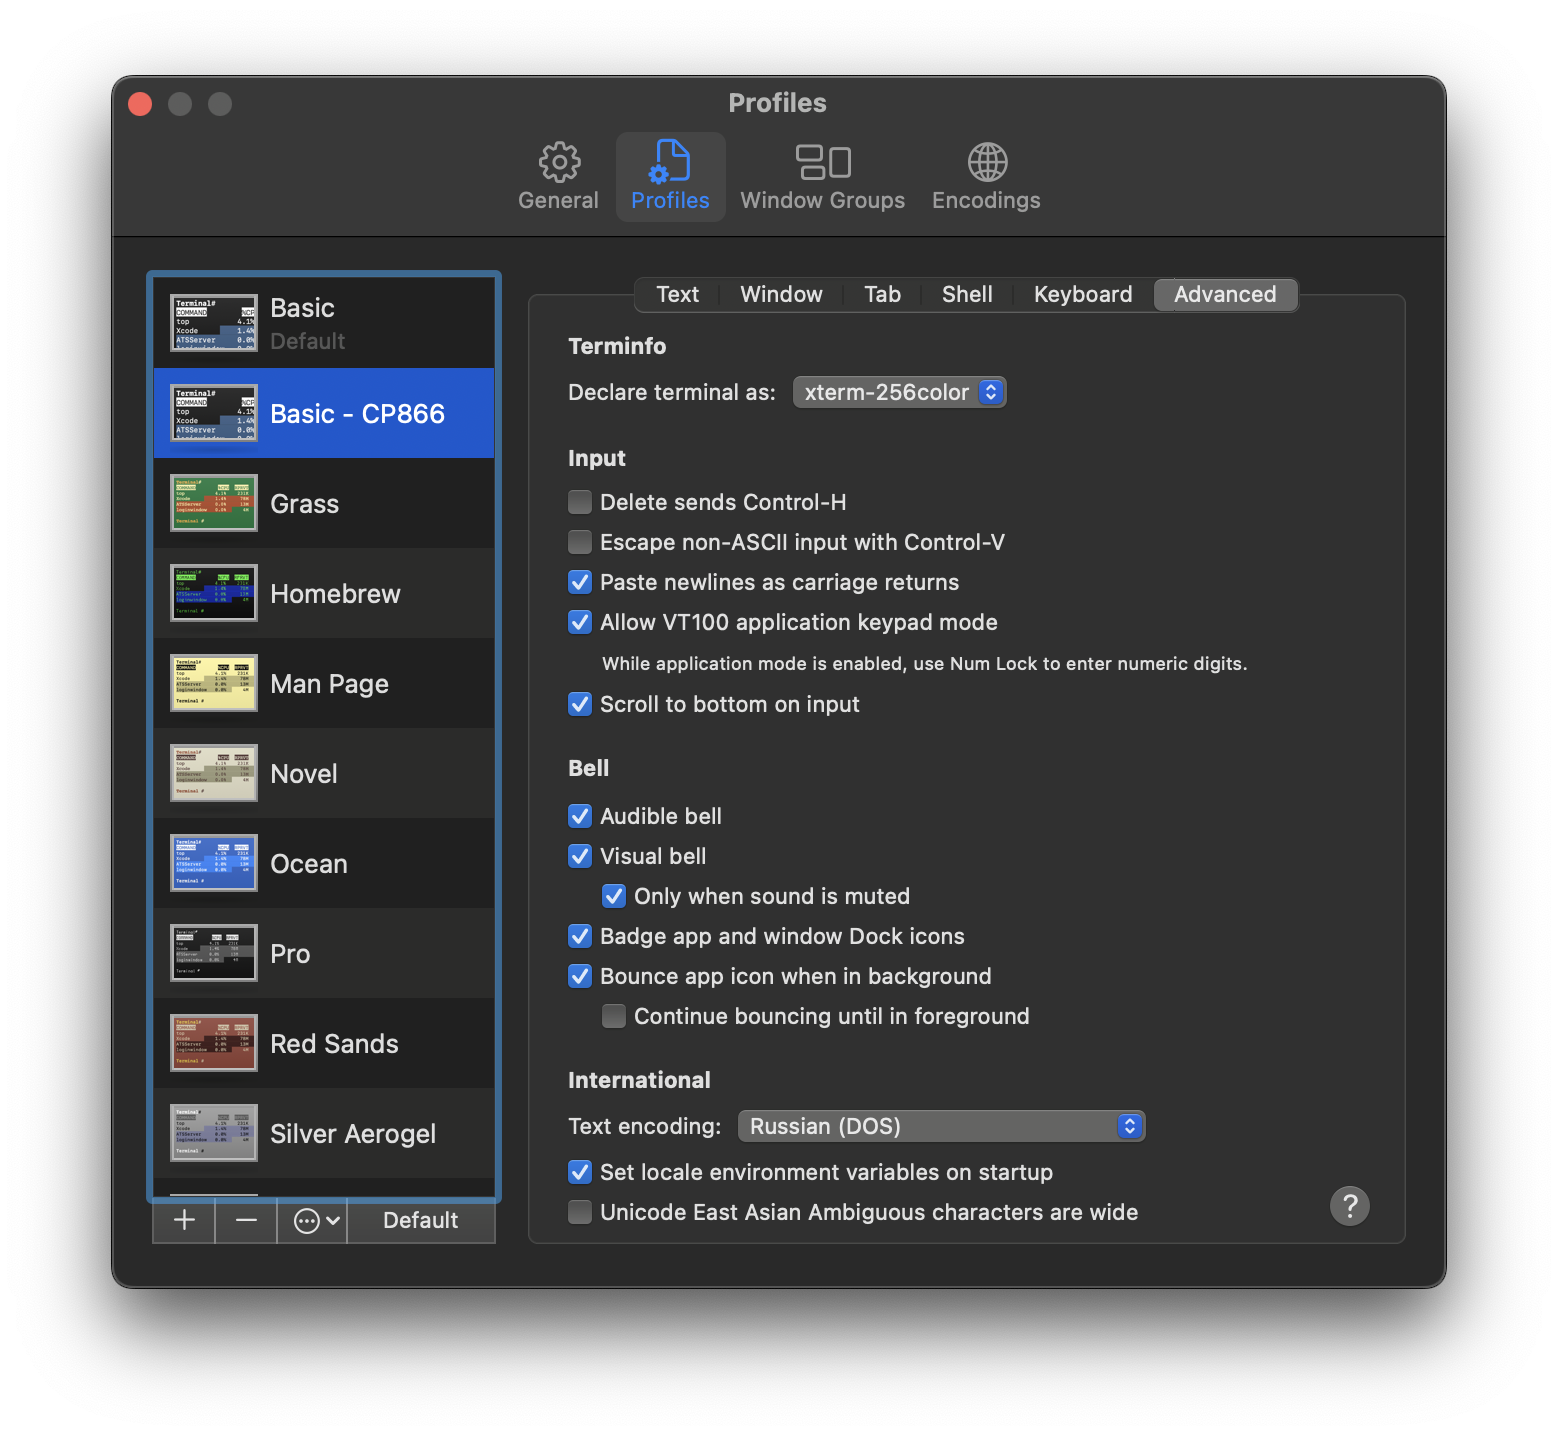 Profiles
General
Profiles
Window Groups
Encodings
Basic
Default
Basic - CP866
Grass
Homebrew
Man Page
Novel
Ocean
Pro
Red Sands
Silver Aerogel
Default
Text
Window
Tab
Shell
Keyboard
Advanced
Terminfo
Declare terminal as: xterm-256color
Input
Delete sends Control-H
Escape non-ASCII input with Control-V
Paste newlines as carriage returns
Allow VT100 application keypad mode
While application mode is enabled, use Num Lock to enter numeric digits.
Scroll to bottom on input
Bell
Audible bell
Visual bell
Only when sound is muted
Badge app and window Dock icons
Bounce app icon when in background
Continue bouncing until in foreground
International
Text encoding: Russian (DOS)
Set locale environment variables on startup
Unicode East Asian Ambiguous characters are wide
?